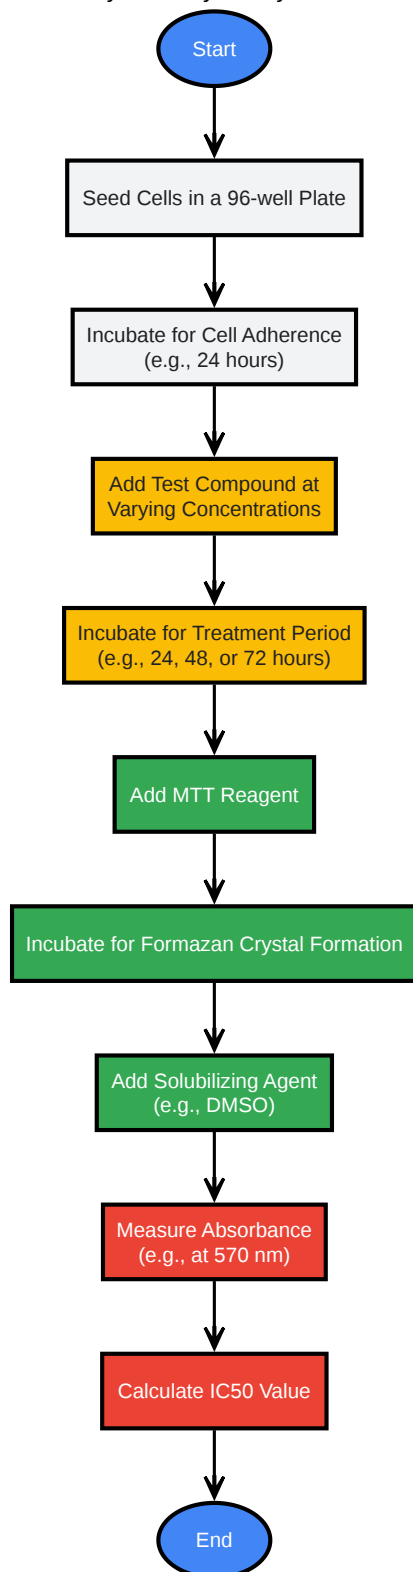 Start
Seed Cells in a 96-well Plate
Incubate for Cell Adherence
(e.g., 24 hours)
Add Test Compound at
Varying Concentrations
Incubate for Treatment Period
(e.g., 24, 48, or 72 hours)
Add MTT Reagent
Incubate for Formazan Crystal Formation
Add Solubilizing Agent
(e.g., DMSO)
Measure Absorbance
(e.g., at 570 nm)
Calculate IC50 Value
End